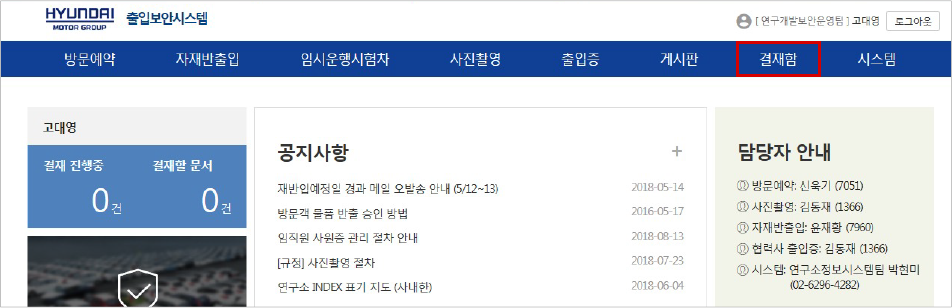 HYUNDAI
MOTOR GROUP
출입보안시스템
[ 연구개발보안운영팀 ] 고대영
로그아웃
방문예약 자재반출입 임시운행시험차 사진촬영 출입증 게시판 결재함 시스템
고대영
결재 진행중 결재할 문서
0 건 0 건
공지사항 +
재반입예정일 경과 메일 오발송 안내 (5/12~13) 2018-05-14
방문객 물품 반출 승인 방법 2016-05-17
임직원 사원증 관리 절차 안내 2018-08-13
[규정] 사진촬영 절차 2018-07-23
연구소 INDEX 표기 지도 (사내한) 2018-06-04
담당자 안내
방문예약: 신욱기 (7051)
사진촬영: 김동재 (1366)
자재반출입: 윤재황 (7960)
협력사 출입증: 김동재 (1366)
시스템: 연구소정보시스템팀 박현미
(02-6296-4282)